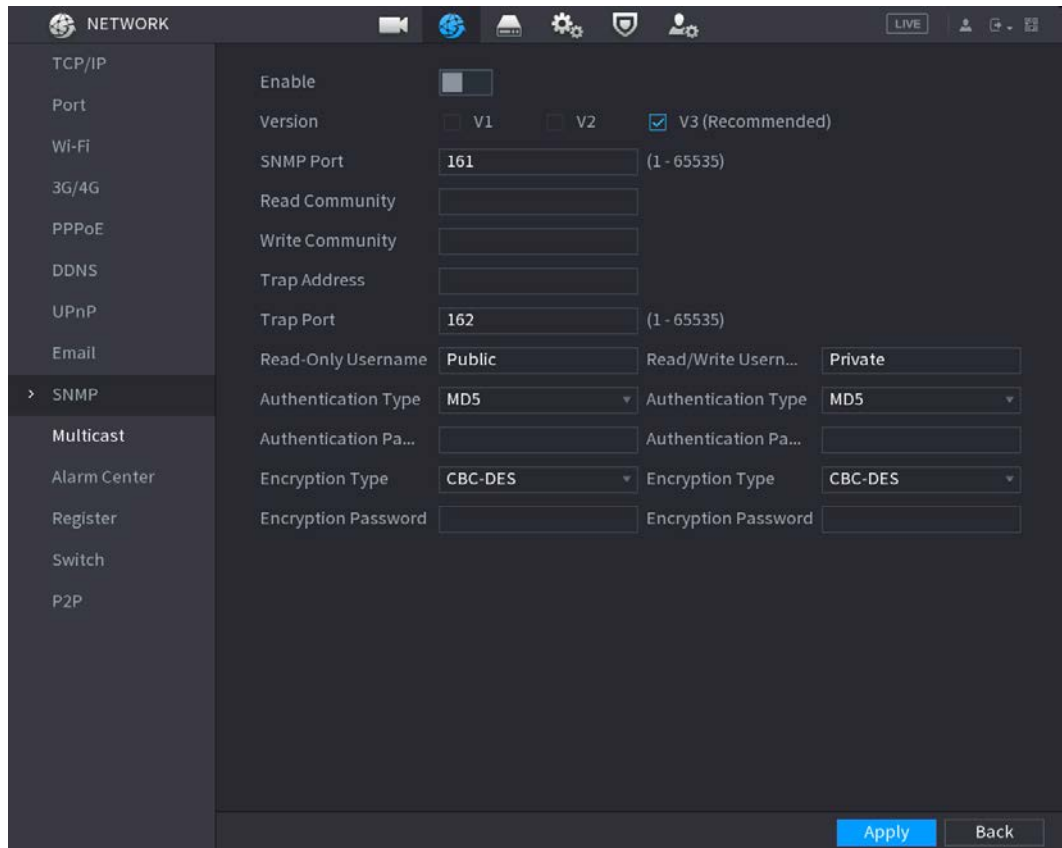 NETWORK
LIVE
TCP/IP
Port
Wi-Fi
3G/4G
PPPoE
DDNS
UPnP
Email
SNMP
Multicast
Alarm Center
Register
Switch
P2P
Enable
Version V1 V2 V3 (Recommended)
SNMP Port 161 (1 - 65535)
Read Community
Write Community
Trap Address
Trap Port 162 (1 - 65535)
Read-Only Username Public Read/Write Usern... Private
Authentication Type MD5 Authentication Type MD5
Authentication Pa... Authentication Pa...
Encryption Type CBC-DES Encryption Type CBC-DES
Encryption Password Encryption Password
Apply Back